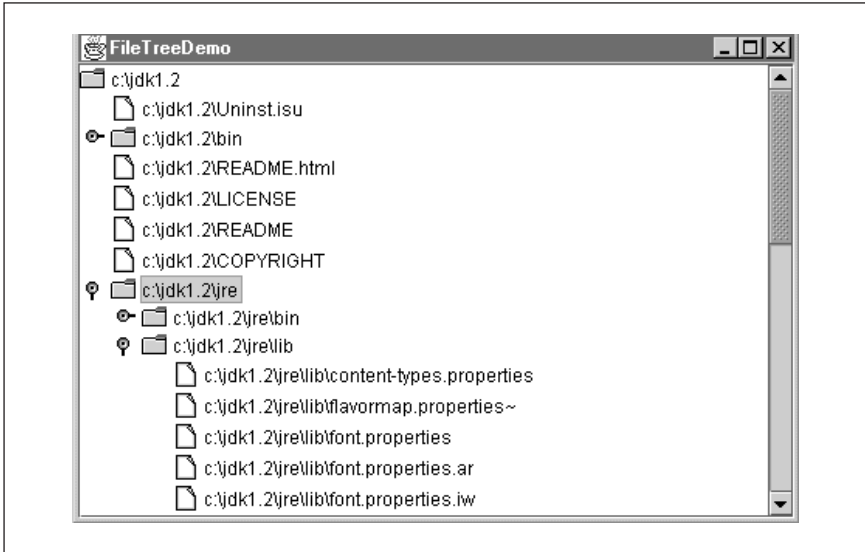 FileTreeDemo
c:\jdk1.2
c:\jdk1.2\Uninst.isu
c:\jdk1.2\bin
c:\jdk1.2\README.html
c:\jdk1.2\LICENSE
c:\jdk1.2\README
c:\jdk1.2\COPYRIGHT
c:\jdk1.2\jre
c:\jdk1.2\jre\bin
c:\jdk1.2\jre\lib
c:\jdk1.2\jre\lib\content-types.properties
c:\jdk1.2\jre\lib\flavormap.properties~
c:\jdk1.2\jre\lib\font.properties
c:\jdk1.2\jre\lib\font.properties.ar
c:\jdk1.2\jre\lib\font.properties.iw